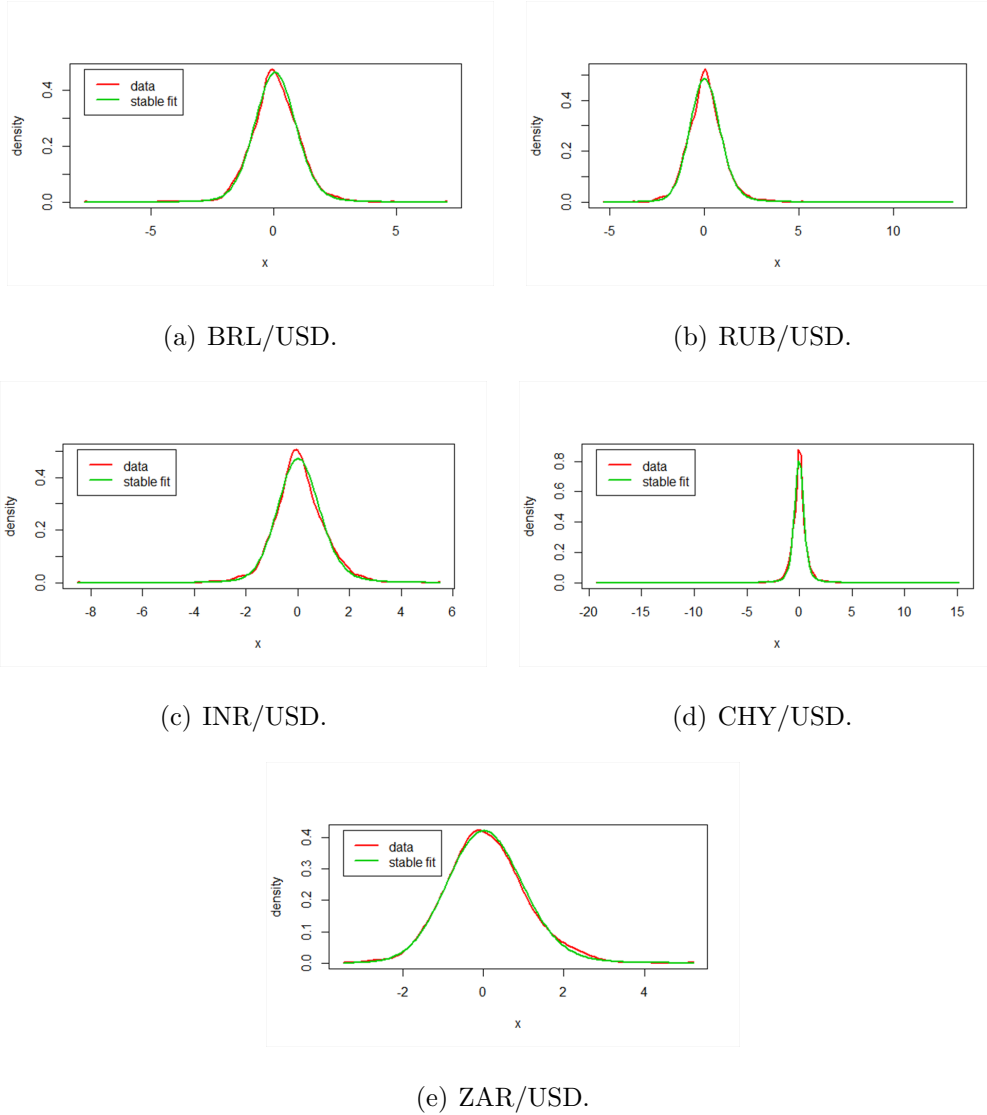 data
stable fit
density
0.4
0.2
0.0
-5
0
5
x
(a) BRL/USD.
density
0.4
0.2
0.0
-5
0
5
10
x
(b) RUB/USD.
data
stable fit
density
0.4
0.2
0.0
-8
-6
-4
-2
0
2
4
6
x
(c) INR/USD.
data
stable fit
density
0.8
0.6
0.4
0.2
0.0
-20
-15
-10
-5
0
5
10
15
x
(d) CHY/USD.
data
stable fit
density
0.4
0.3
0.2
0.1
0.0
-2
0
2
4
x
(e) ZAR/USD.